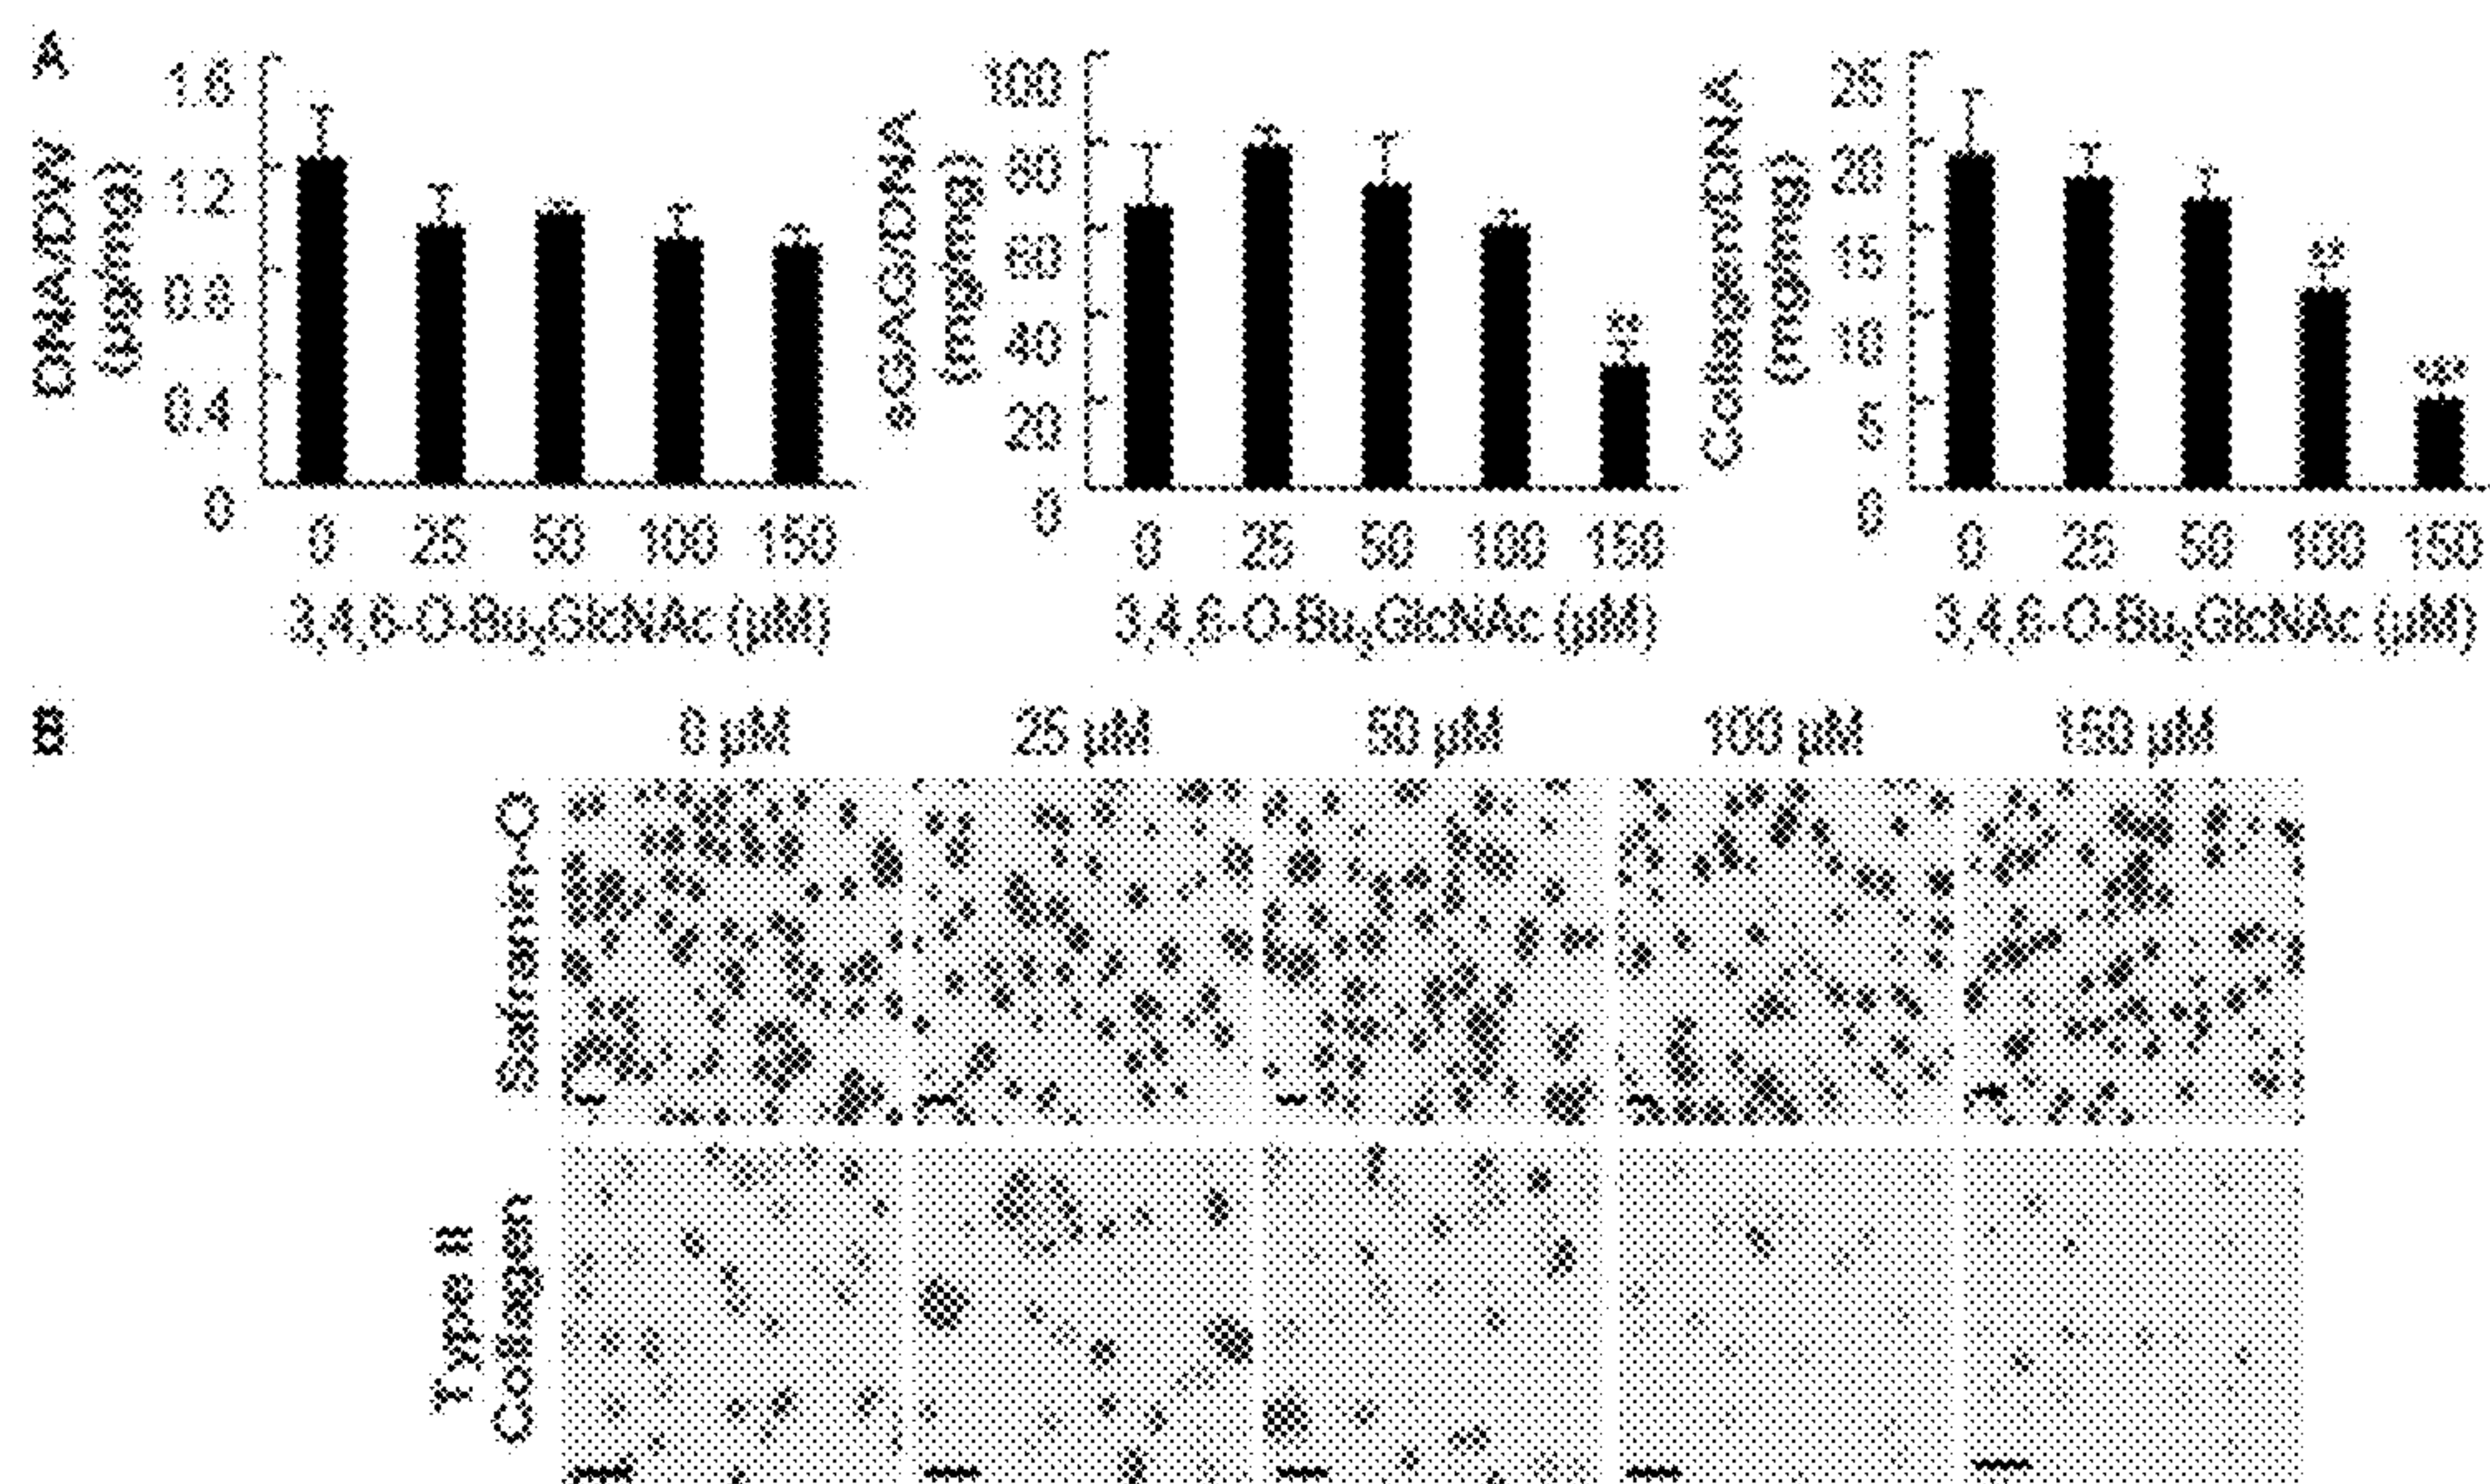 A
DNA/DW
(µg/mg)
1.6
1.2
0.8
0.4
0
0 25 50 100 150
3,4,6-O-Bu3GlcNAc (µM)
sGAG/DNA
(mg/mg)
100
80
60
40
20
0
0 25 50 100 150
3,4,6-O-Bu3GlcNAc (µM)
Collagen/DNA
(mg/mg)
25
20
15
10
5
0
0 25 50 100 150
3,4,6-O-Bu3GlcNAc (µM)
B
0 µM 25 µM 50 µM 100 µM 150 µM
Safranin-O
Type II
Collagen